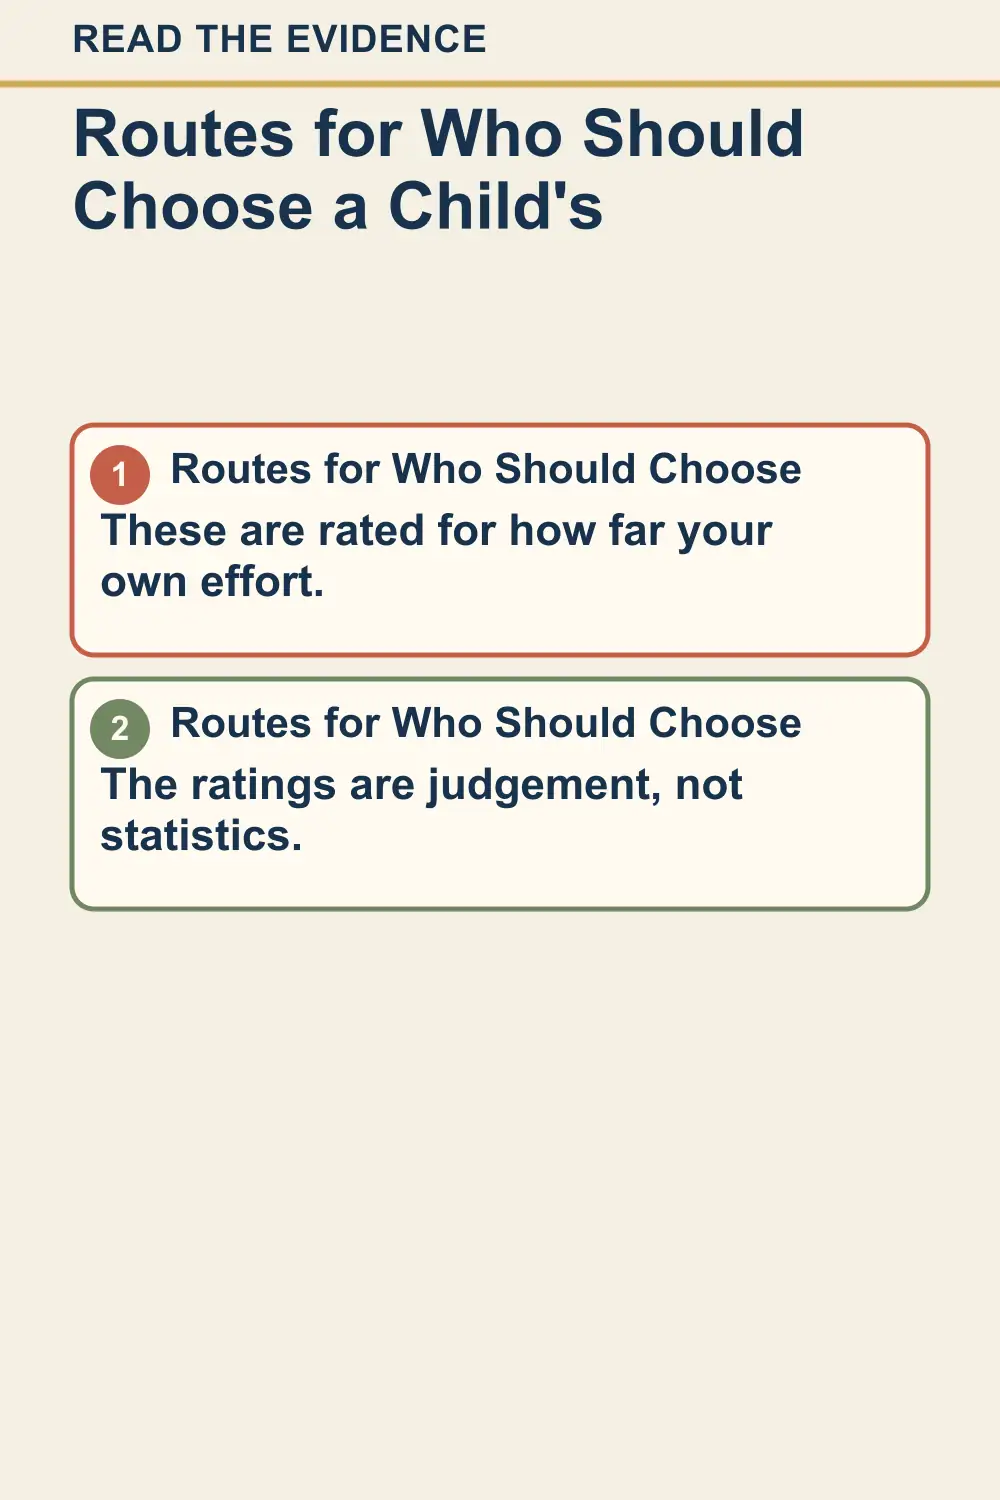 READ THE EVIDENCE
Routes for Who Should
Choose a Child's
1 Routes for Who Should Choose
These are rated for how far your
own effort.
2 Routes for Who Should Choose
The ratings are judgement, not
statistics.